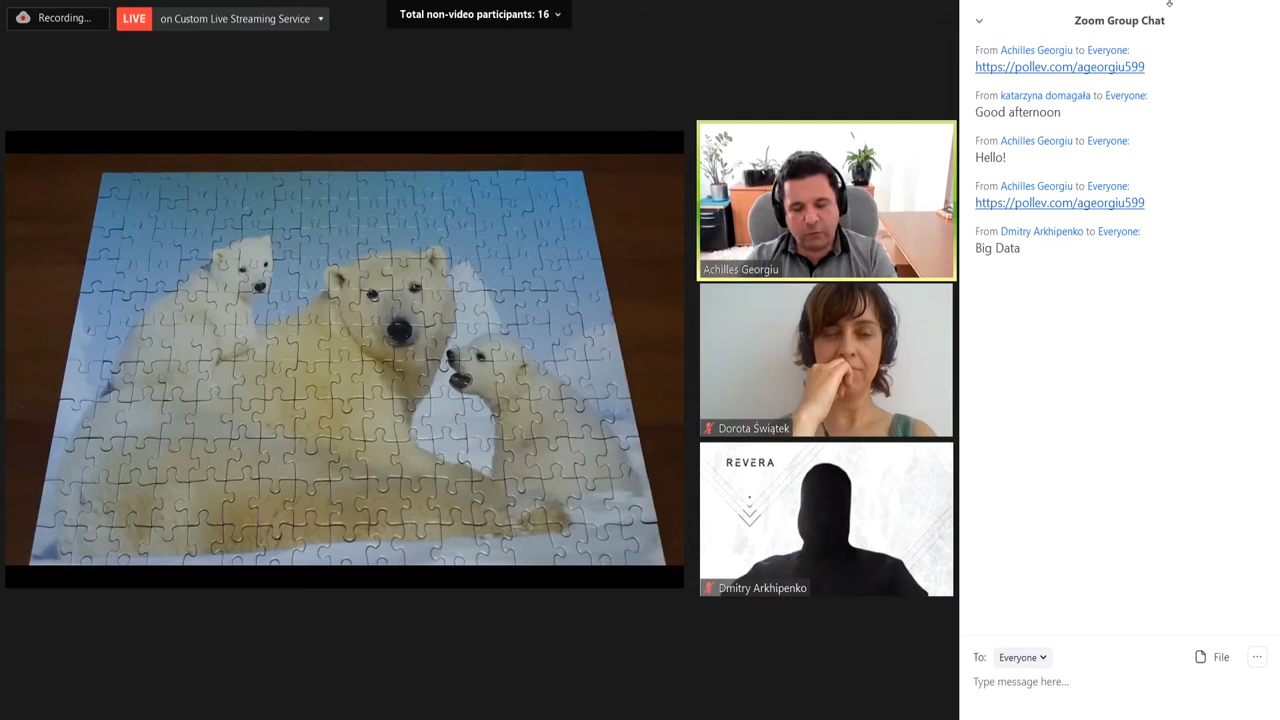 Recording...
LIVE
on Custom Live Streaming Service
Total non-video participants: 16
Achilles Georgiu
Dorota Świątek
REVERA
Dmitry Arkhipenko
Zoom Group Chat
From Achilles Georgiu to Everyone:
https://pollev.com/ageorgiu599
From katarzyna domagała to Everyone:
Good afternoon
From Achilles Georgiu to Everyone:
Hello!
From Achilles Georgiu to Everyone:
https://pollev.com/ageorgiu599
From Dmitry Arkhipenko to Everyone:
Big Data
To: Everyone
File
Type message here...